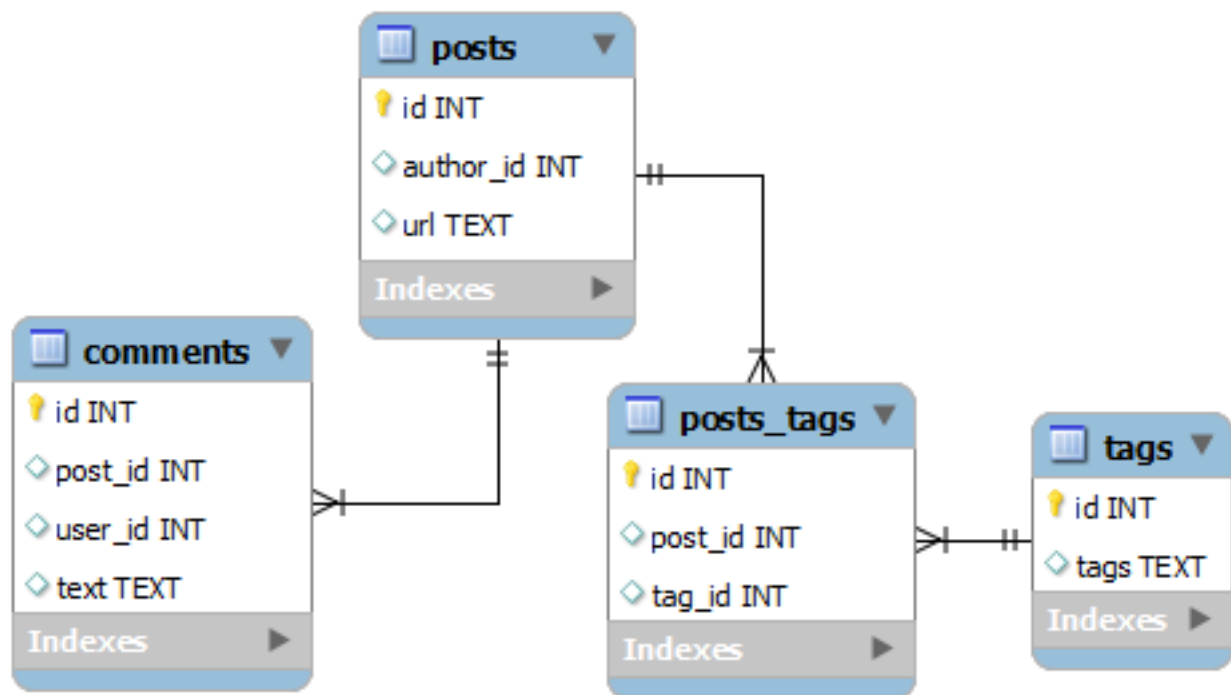 posts
id INT
author_id INT
url TEXT
Indexes
comments
id INT
post_id INT
user_id INT
text TEXT
Indexes
posts_tags
id INT
post_id INT
tag_id INT
Indexes
tags
id INT
tags TEXT
Indexes